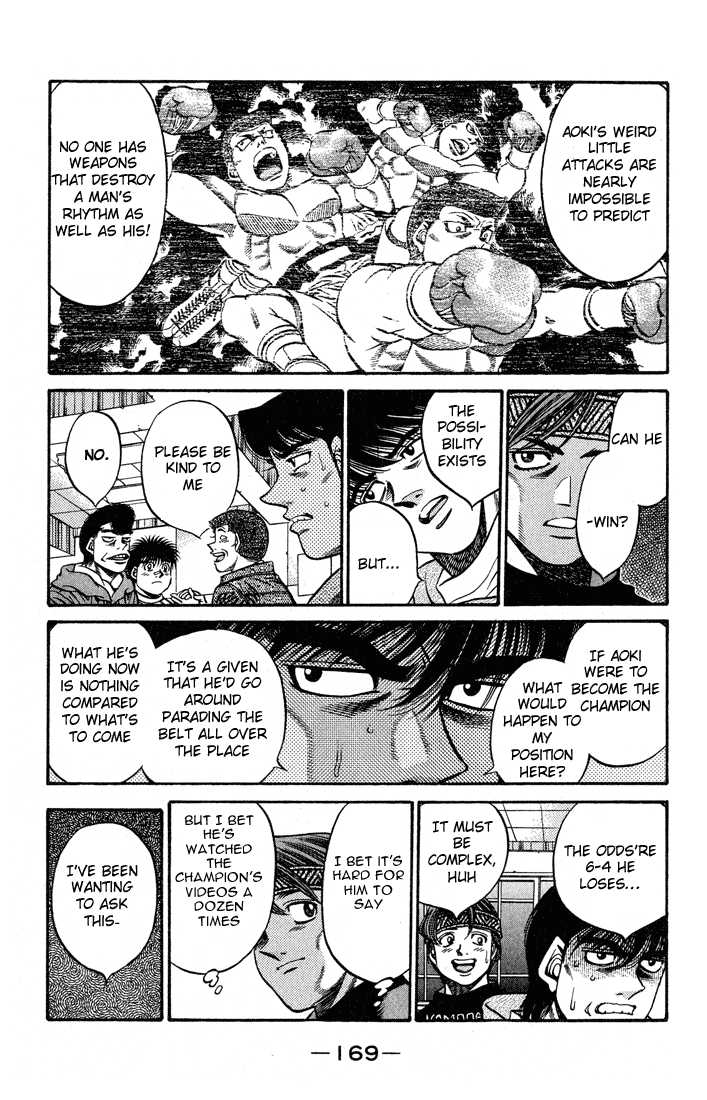 AOKI'S WEIRD
LITTLE
ATTACKS ARE
NEARLY
IMPOSSIBLE
TO PREDICT
NO ONE HAS
WEAPONS
THAT DESTROY
A MAN'S
RHYTHM AS
WELL AS HIS!
CAN HE
-WIN?
THE
POSSI-
BILITY
EXISTS
BUT...
PLEASE BE
KIND TO
ME
NO.
IF AOKI
WERE TO
BECOME THE
CHAMPION
WHAT
WOULD
HAPPEN TO
MY
POSITION
HERE?
IT'S A GIVEN
THAT HE'D GO
AROUND
PARADING THE
BELT ALL OVER
THE PLACE
WHAT HE'S
DOING NOW
IS NOTHING
COMPARED
TO WHAT'S
TO COME
THE ODDS'RE
6-4 HE
LOSES...
IT MUST
BE
COMPLEX,
HUH
I BET IT'S
HARD FOR
HIM TO
SAY
BUT I BET
HE'S
WATCHED
THE
CHAMPION'S
VIDEOS A
DOZEN
TIMES
I'VE BEEN
WANTING
TO ASK
THIS-
—169—